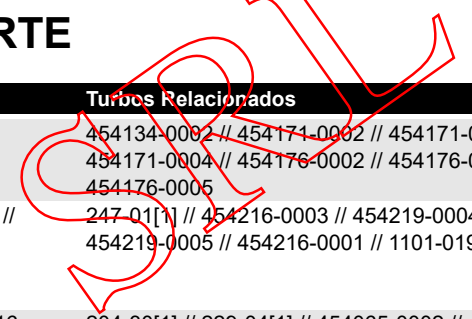 RTE
Turbos Relacionados
454134-0002 // 454171-0002 // 454171-0
454171-0004 // 454176-0002 // 454176-0
454176-0005
// 247-01[1] // 454216-0003 // 454219-0004
454219-0005 // 454216-0001 // 1101-019
SRL